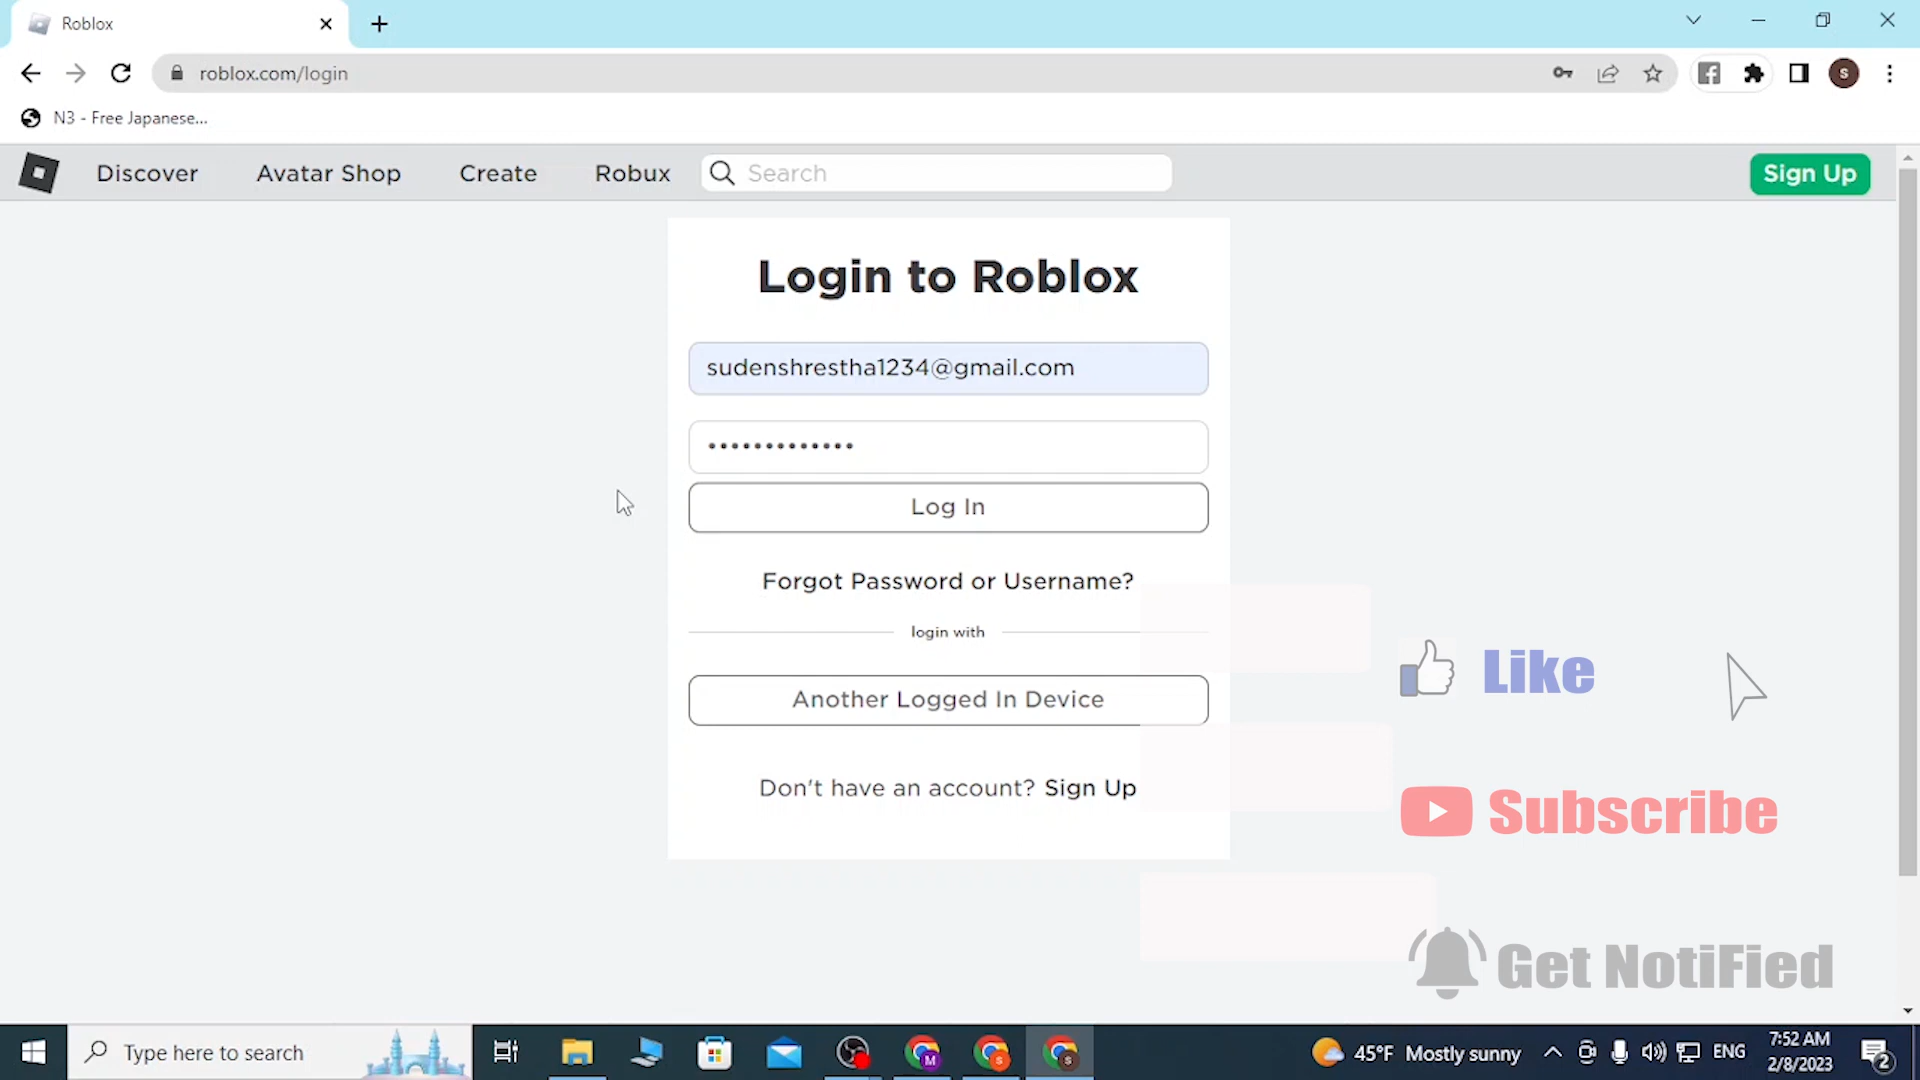 Roblox
roblox.com/login
S
N3 - Free Japanese...
Discover
Avatar Shop
Create
Robux
Search
Sign Up
Login to Roblox
sudenshrestha1234@gmail.com
•••••••••••••
Log In
Forgot Password or Username?
login with
Another Logged In Device
Don't have an account? Sign Up
Like
Subscribe
Get NotiFied
Type here to search
M
S
S
45°F Mostly sunny
ENG
7:52 AM
2/8/2023
2